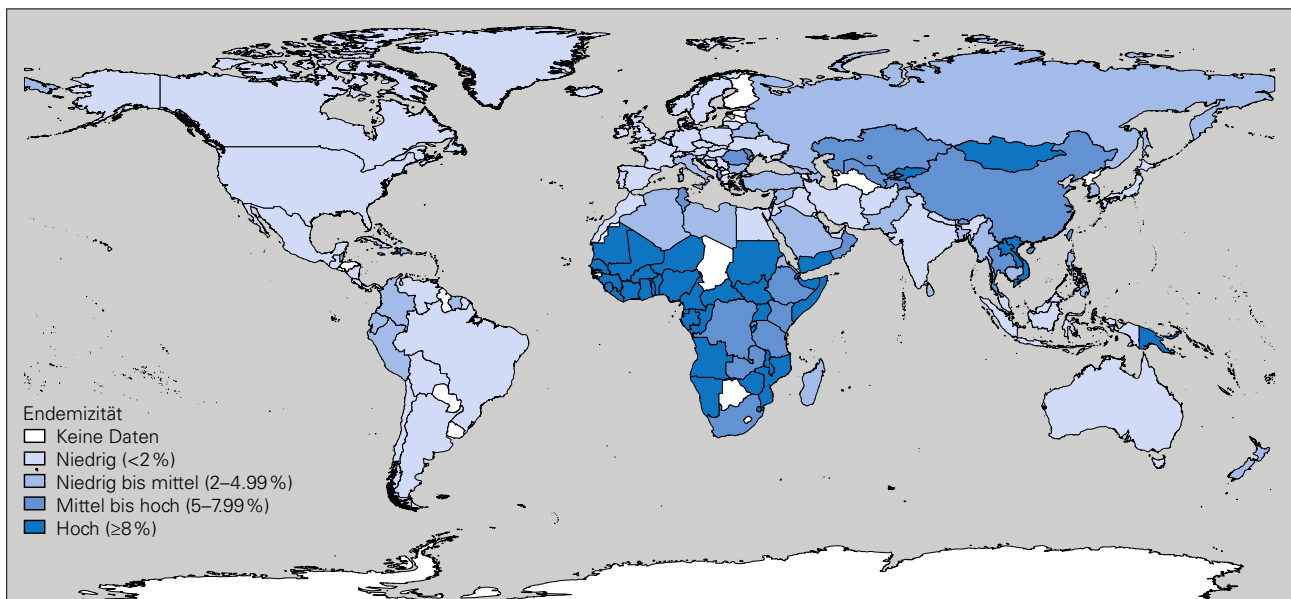 Endemizität
Keine Daten
Niedrig (<2 %)
Niedrig bis mittel (2–4.99 %)
Mittel bis hoch (5–7.99 %)
Hoch (≥8 %)